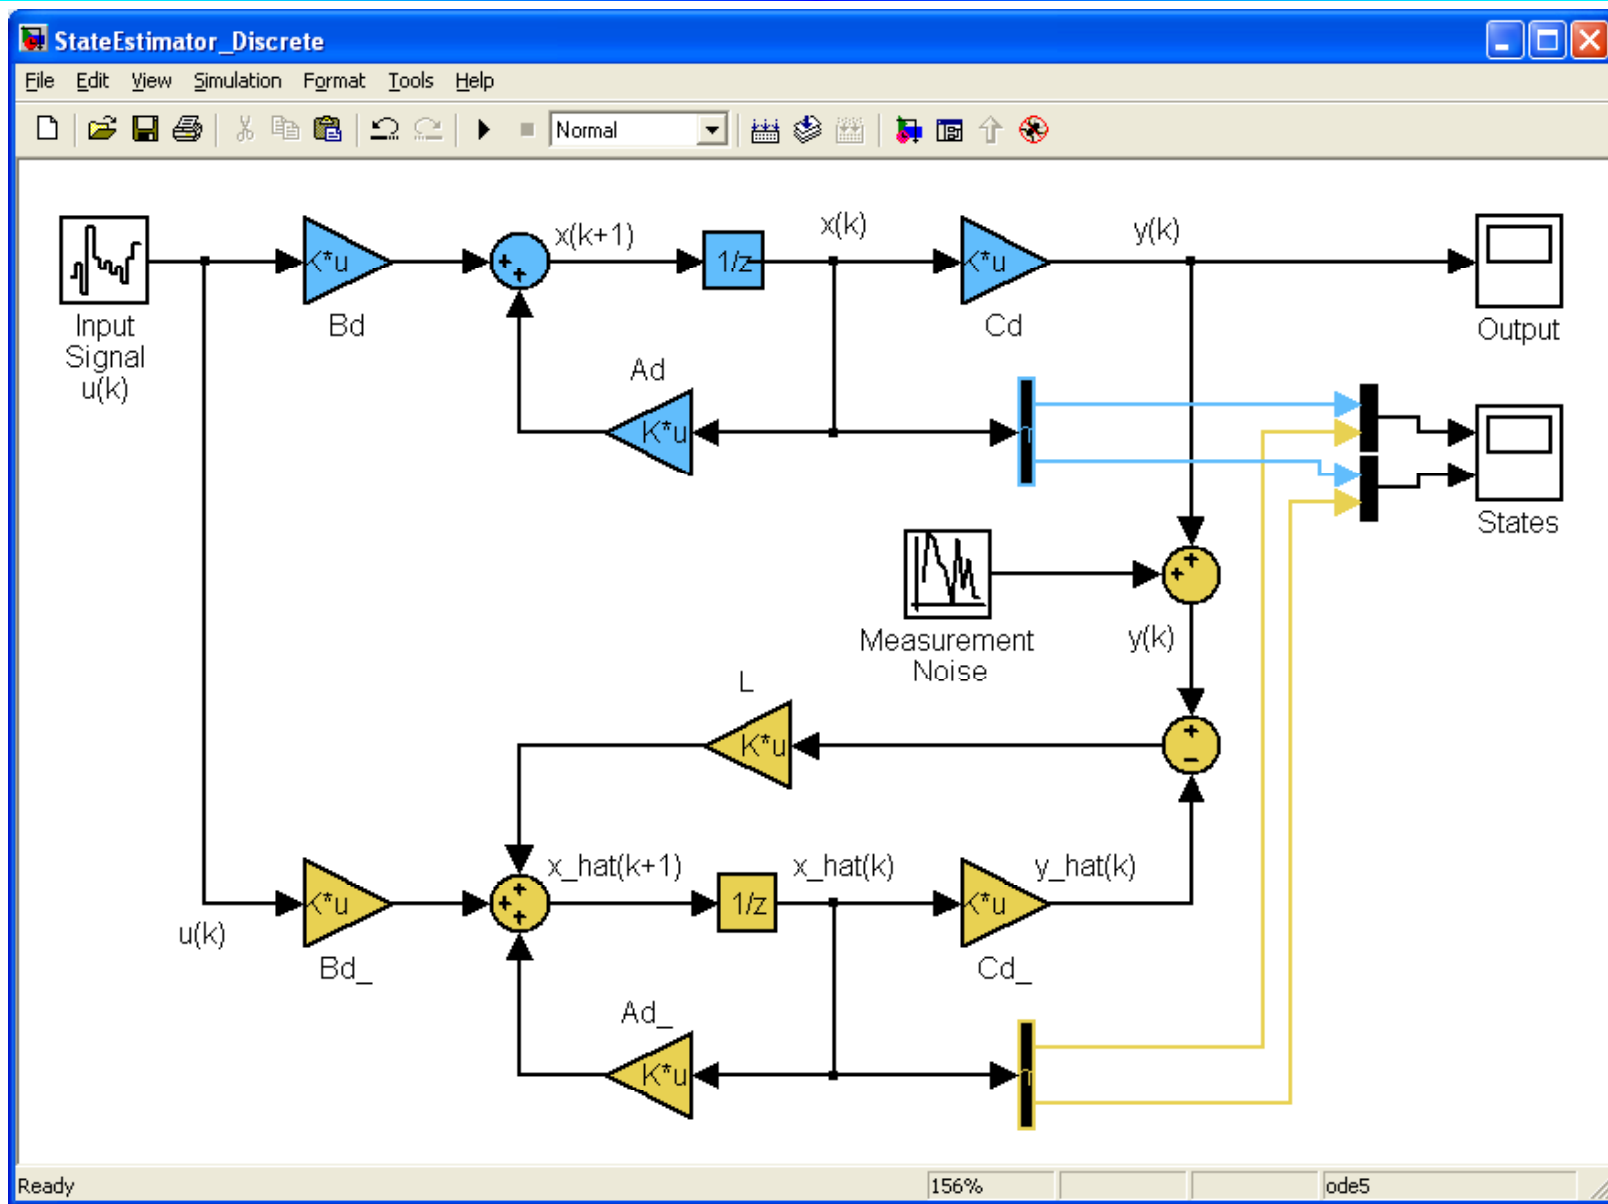 StateEstimator_Discrete
File Edit View Simulation Format Tools Help
Normal
x(k+1)
x(k)
y(k)
K*u
+
+
1/z
K*u
Input
Signal
u(k)
Bd
Cd
Output
Ad
K*u
States
+
+
Measurement
Noise
y(k)
L
K*u
+
-
x_hat(k+1)
x_hat(k)
y_hat(k)
K*u
+
+
+
1/z
K*u
u(k)
Bd_
Cd_
Ad_
K*u
Ready
156%
ode5